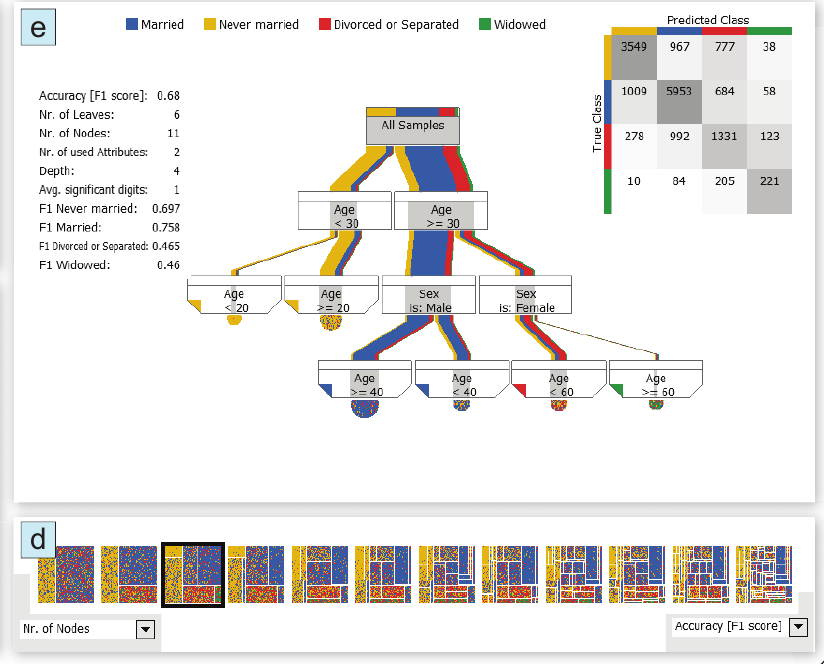 e
Married Never married Divorced or Separated Widowed
Predicted Class
True Class
3549 967 777 38
1009 5953 684 58
278 992 1331 123
10 84 205 221
Accuracy [F1 score]: 0.68
Nr. of Leaves: 6
Nr. of Nodes: 11
Nr. of used Attributes: 2
Depth: 4
Avg. significant digits: 1
F1 Never married: 0.697
F1 Married: 0.758
F1 Divorced or Separated: 0.465
F1 Widowed: 0.46
All Samples
Age
< 30
Age
>= 30
Age
< 20
Age
>= 20
Sex
is: Male
Sex
is: Female
Age
>= 40
Age
< 40
Age
< 60
Age
>= 60
d
Nr. of Nodes
Accuracy [F1 score]